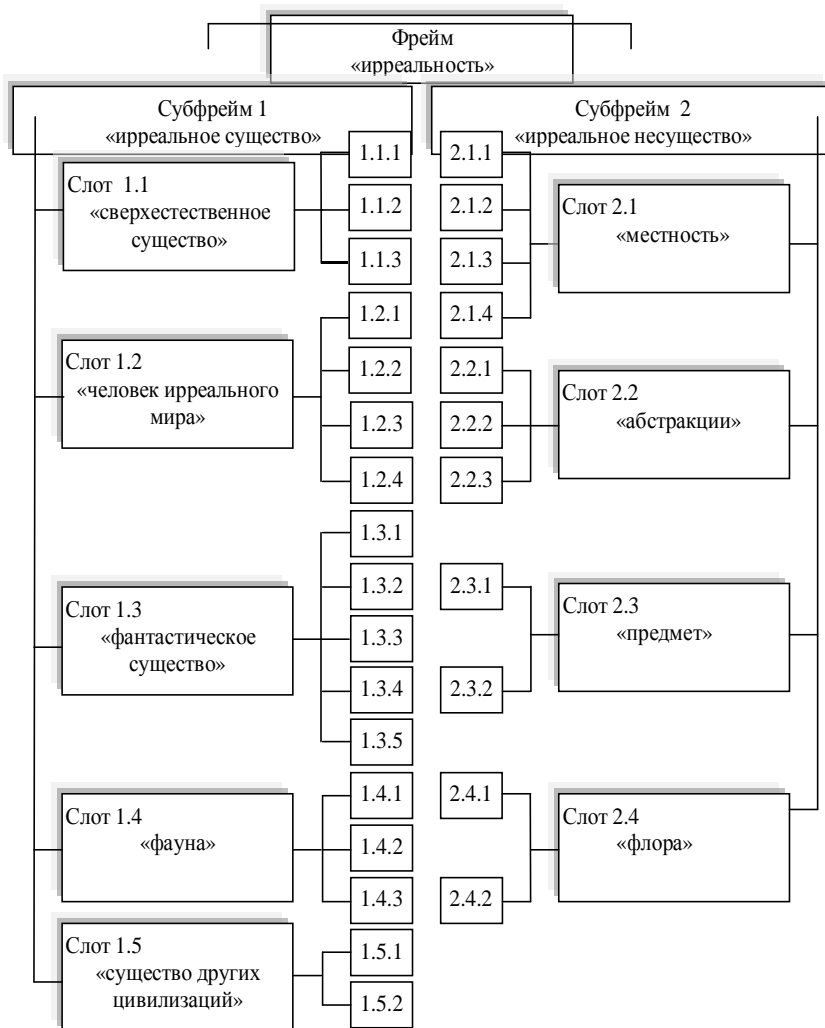 Фрейм
«ирреальность»
Субфрейм 1
«ирреальное существо»
Слот 1.1
«сверхестественное
существо»
1.1.1
1.1.2
1.1.3
Слот 1.2
«человек ирреального
мира»
1.2.1
1.2.2
1.2.3
1.2.4
Слот 1.3
«фантастическое
существо»
1.3.1
1.3.2
1.3.3
1.3.4
1.3.5
Слот 1.4
«фауна»
1.4.1
1.4.2
1.4.3
Слот 1.5
«существо других
цивилизаций»
1.5.1
1.5.2
Субфрейм 2
«ирреальное несущество»
2.1.1
2.1.2
2.1.3
2.1.4
Слот 2.1
«местность»
2.2.1
2.2.2
2.2.3
Слот 2.2
«абстракции»
2.3.1
2.3.2
Слот 2.3
«предмет»
2.4.1
2.4.2
Слот 2.4
«флора»